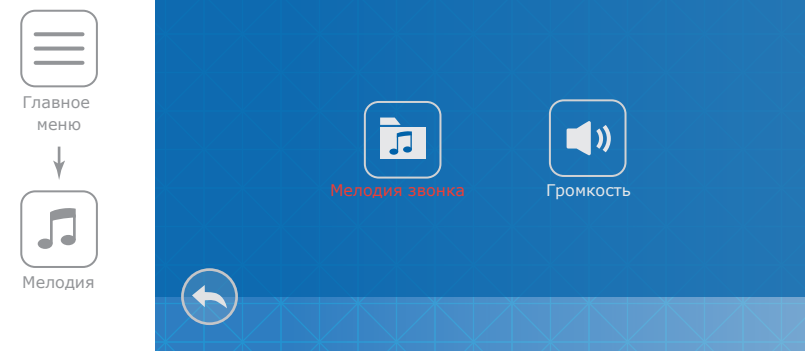 Главное
меню
Мелодия
Мелодия звонка
Громкость